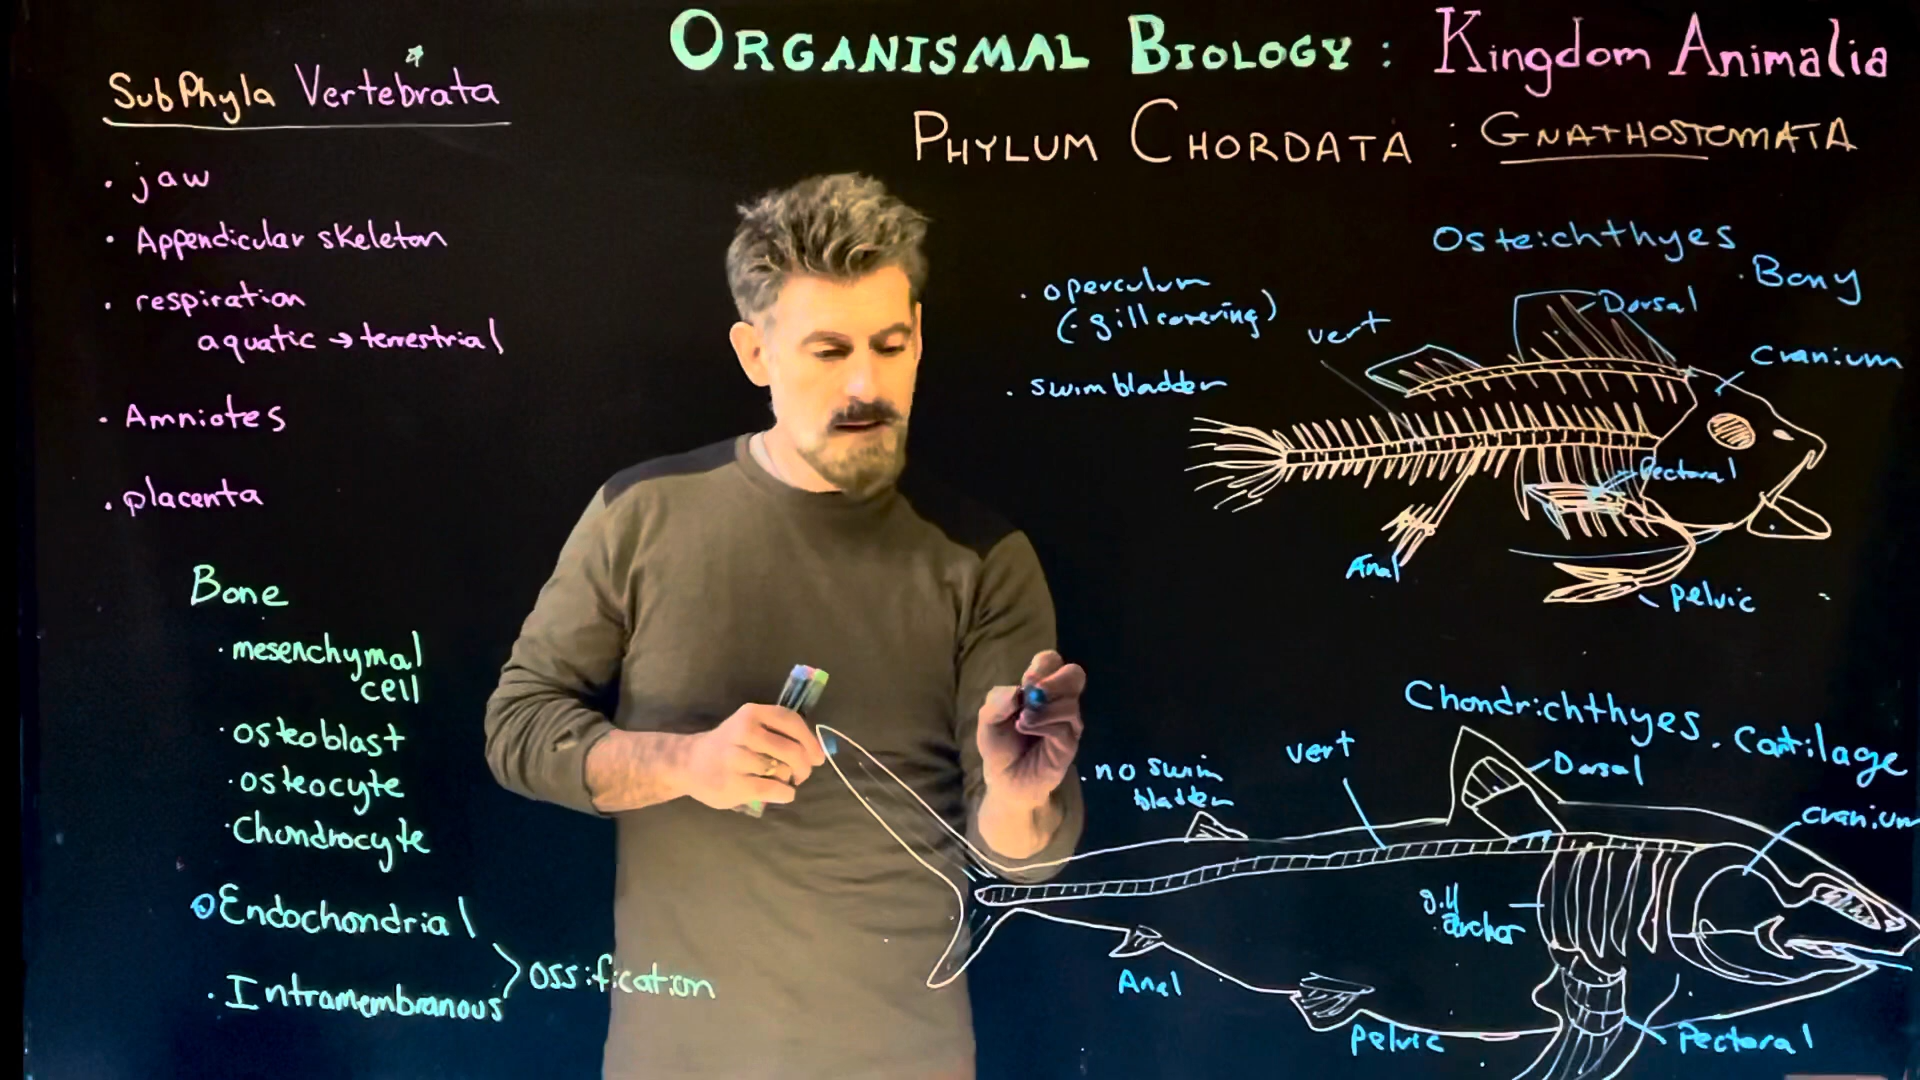 ORGANISMAL BIOLOGY : Kingdom Animalia
PHYLUM CHORDATA : GNATHOSTOMATA
SubPhyla Vertebrata
• jaw
• Appendicular skeleton
• respiration
aquatic → terrestrial
• Amniotes
• placenta
Bone
• mesenchymal
cell
• osteoblast
• osteocyte
• Chondrocyte
Endochondrial
• Intramembranous
ossification
Osteichthyes
• Bony
• operculum
(• gill covering)
• swim bladder
vert
Dorsal
cranium
Pectoral
Anal
pelvic
Chondrichthyes • Cartilage
• no swim
bladder
vert
Dorsal
cranium
gill
arches
Anal
pelvic
Pectoral